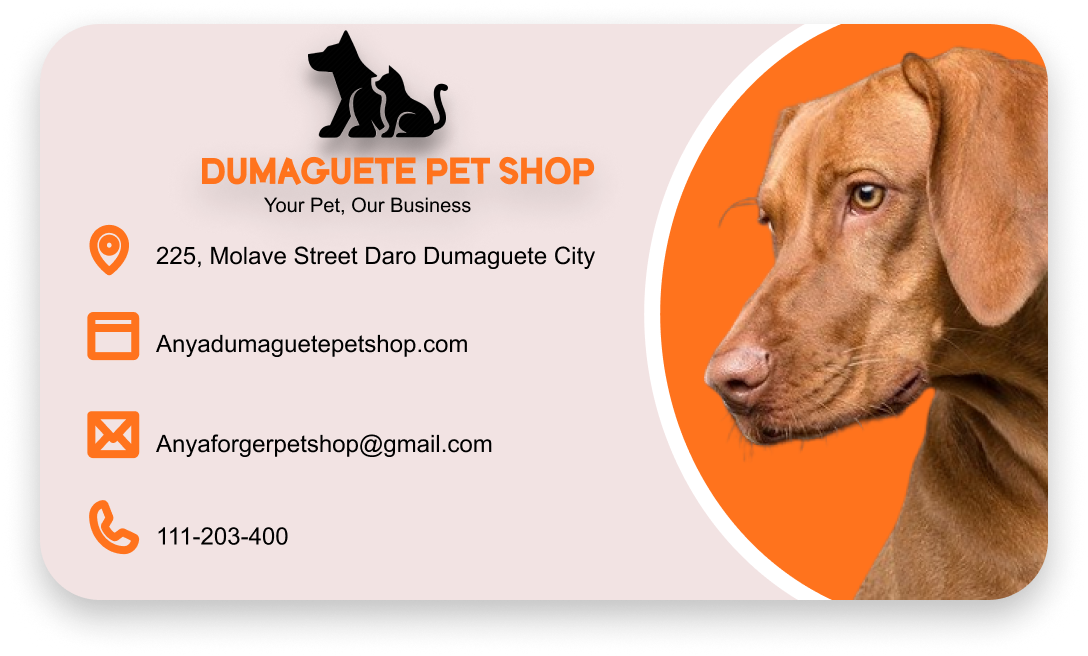 DUMAGUETE PET SHOP
Your Pet, Our Business
225, Molave Street Daro Dumaguete City
Anyadumaguetepetshop.com
Anyaforgerpetshop@gmail.com
111-203-400